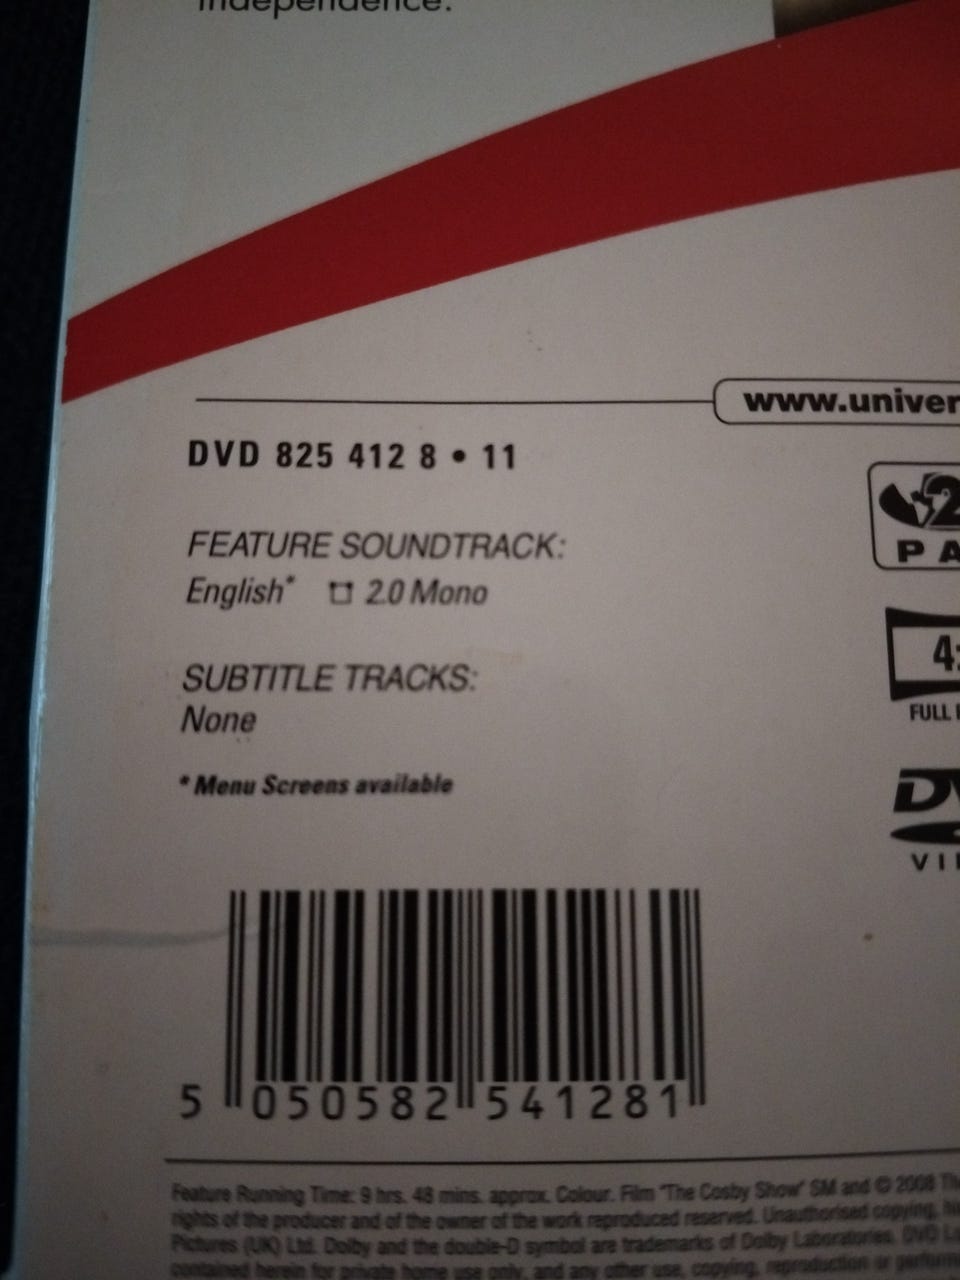 independence.
www.univer
DVD 825 412 8 • 11
2
PA
FEATURE SOUNDTRACK:
English* 2.0 Mono
4:
FULL
SUBTITLE TRACKS:
None
* Menu Screens available
DV
VI
5 050582 541281
Feature Running Time: 9 hrs. 48 mins. approx. Colour. Film "The Cosby Show" SM and © 2008 Th
rights of the producer and of the owner of the work reproduced reserved. Unauthorised copying,
Pictures (UK) Ltd. Dolby and the double-D symbol are trademarks of Dolby Laboratories. DVD
contained herein for private home use only, and any other use, copying, reproduction or